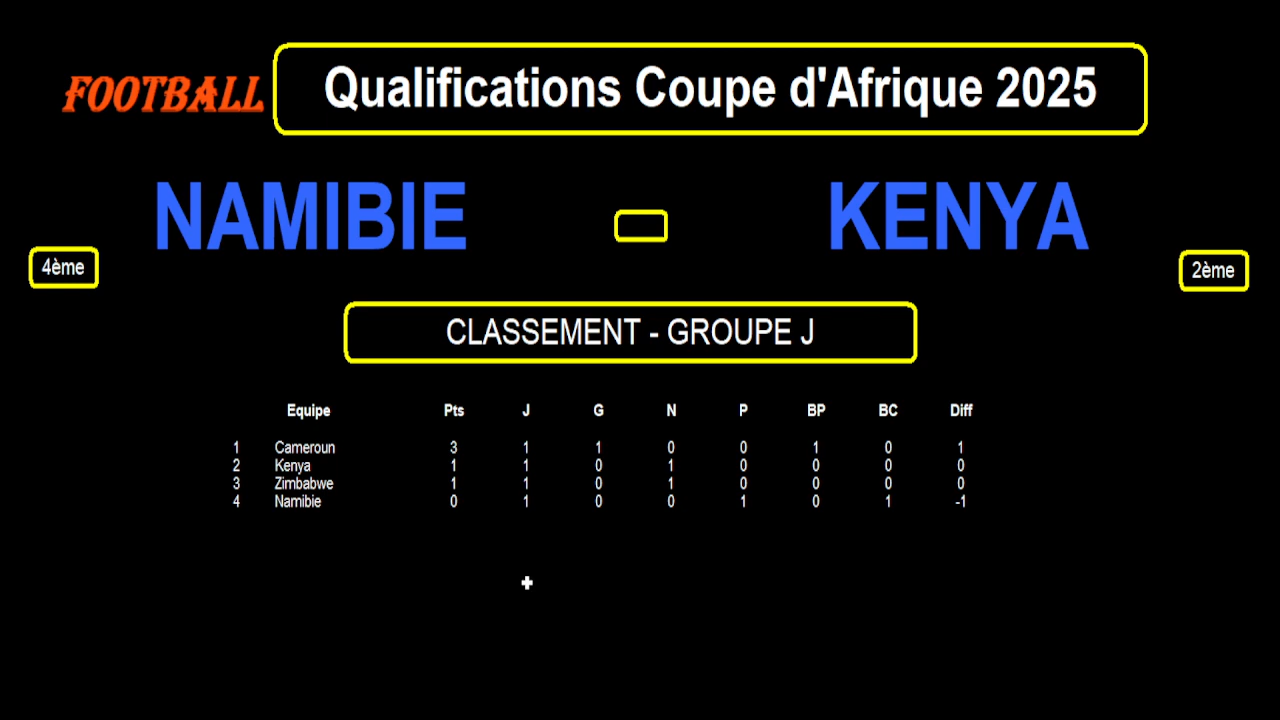 FOOTBALL Qualifications Coupe d'Afrique 2025
NAMIBIE KENYA
4ème 2ème
CLASSEMENT - GROUPE J
Equipe Pts J G N P BP BC Diff
1 Cameroun 3 1 1 0 0 1 0 1
2 Kenya 1 1 0 1 0 0 0 0
3 Zimbabwe 1 1 0 1 0 0 0 0
4 Namibie 0 1 0 0 1 0 1 -1